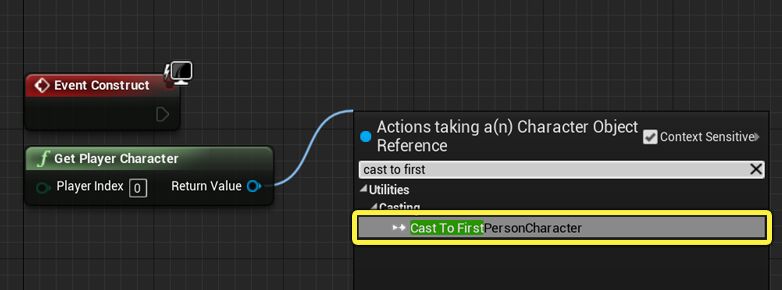 Event Construct
f Get Player Character
Player Index 0 Return Value
Actions taking a(n) Character Object
Reference
Context Sensitive
cast to first
Utilities
Casting
Cast To FirstPersonCharacter